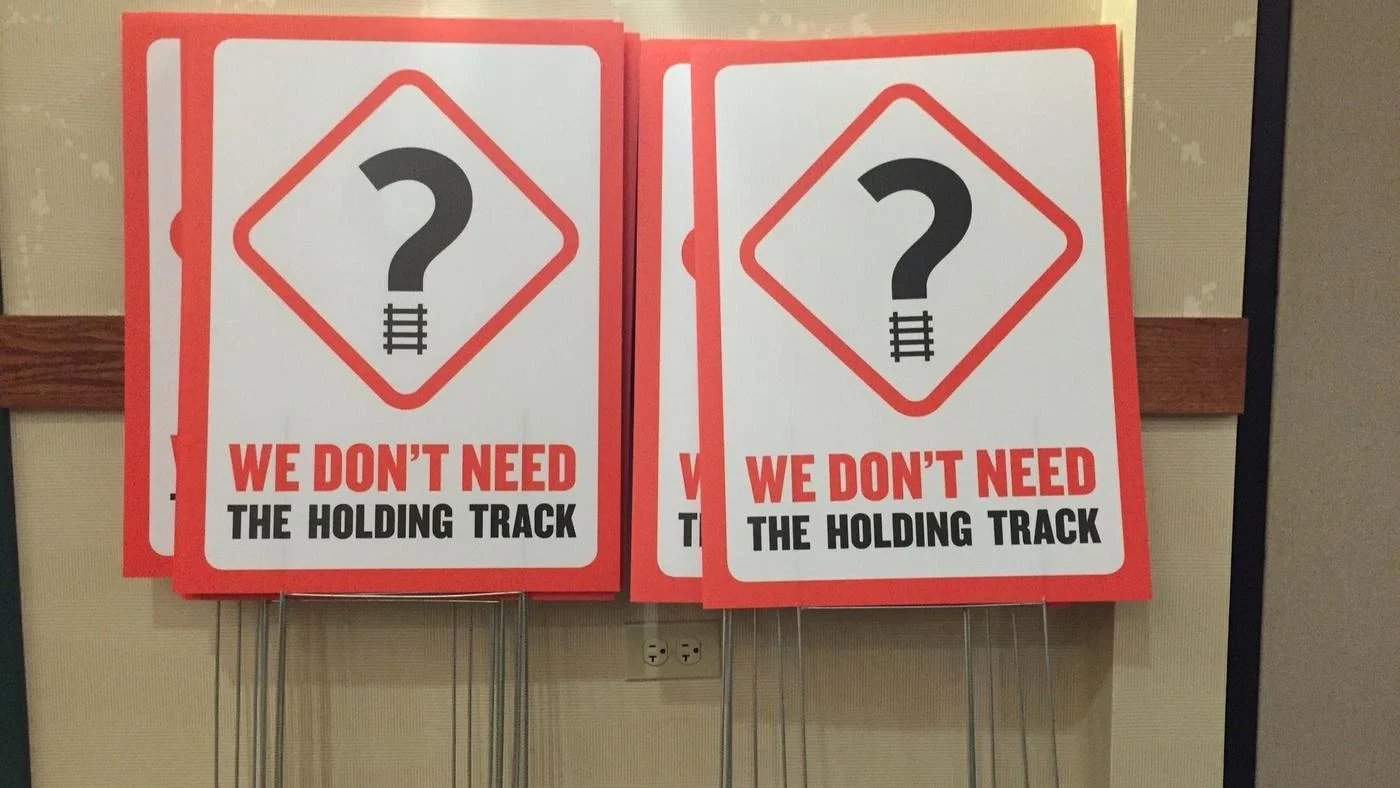 ?
WE DON'T NEED
THE HOLDING TRACK
?
WE DON'T NEED
THE HOLDING TRACK
W
T